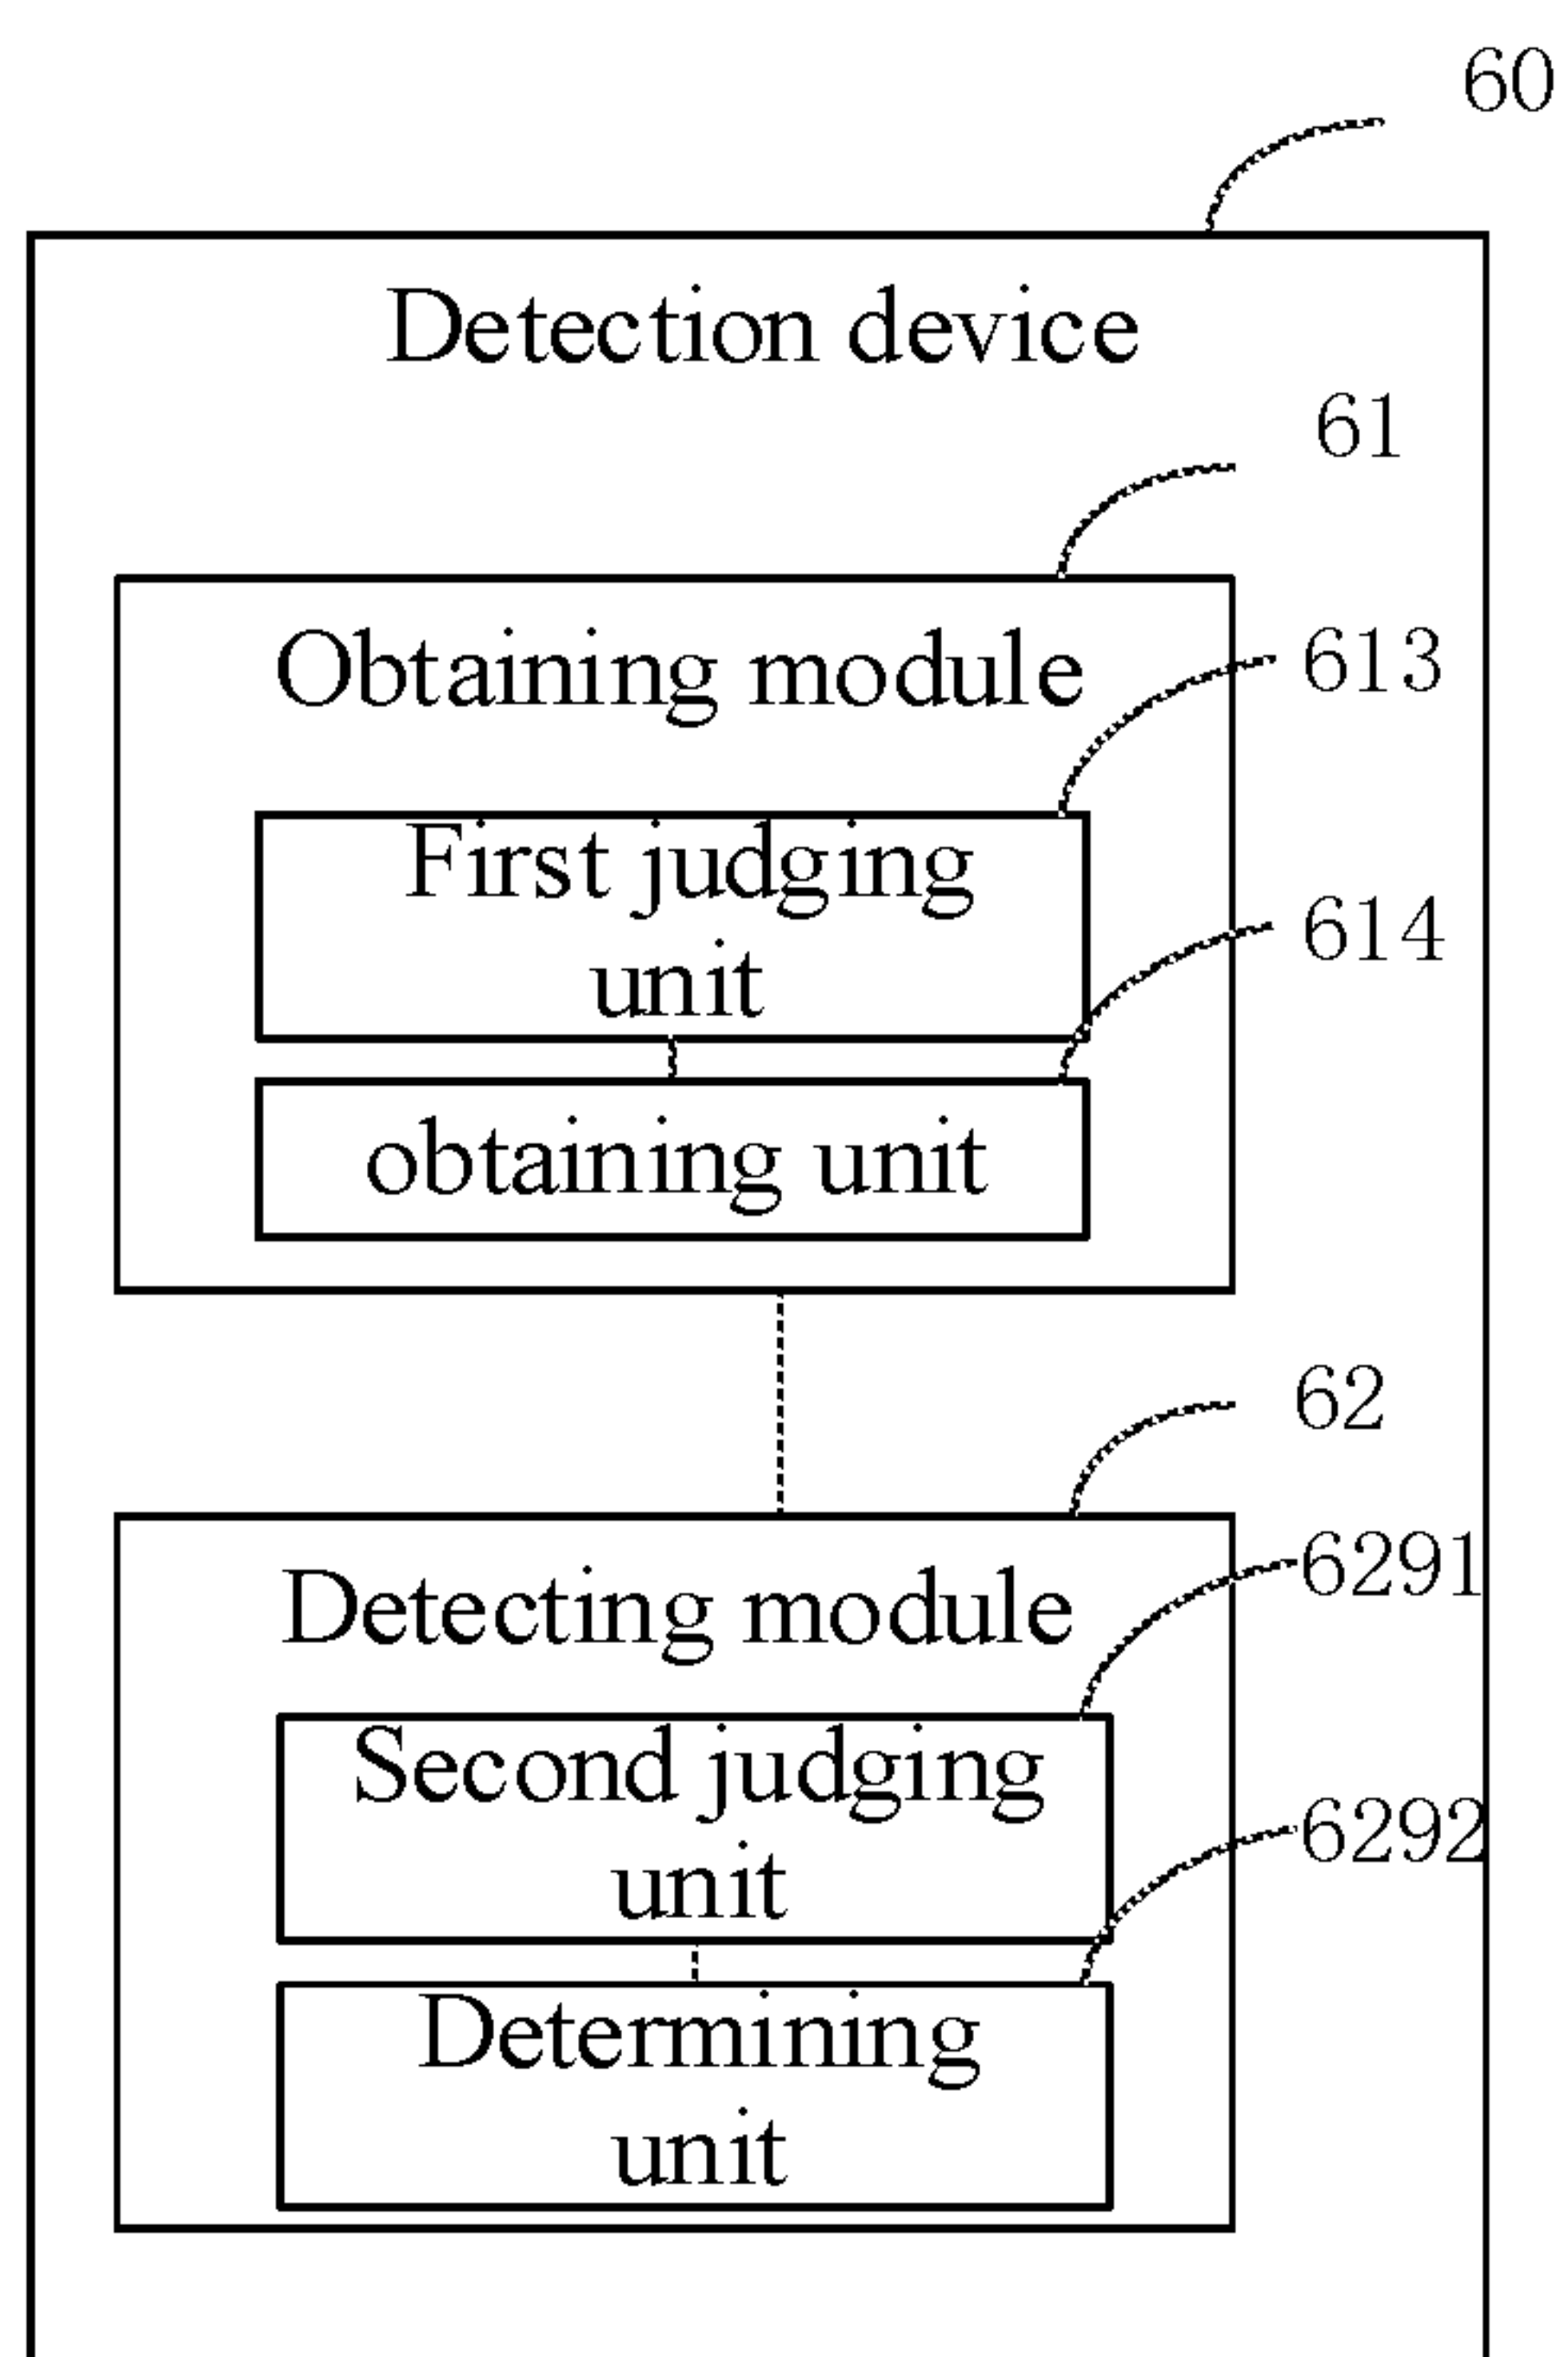 60
Detection device
61
Obtaining module
613
First judging
unit
614
obtaining unit
62
Detecting module
6291
Second judging
unit
6292
Determining
unit